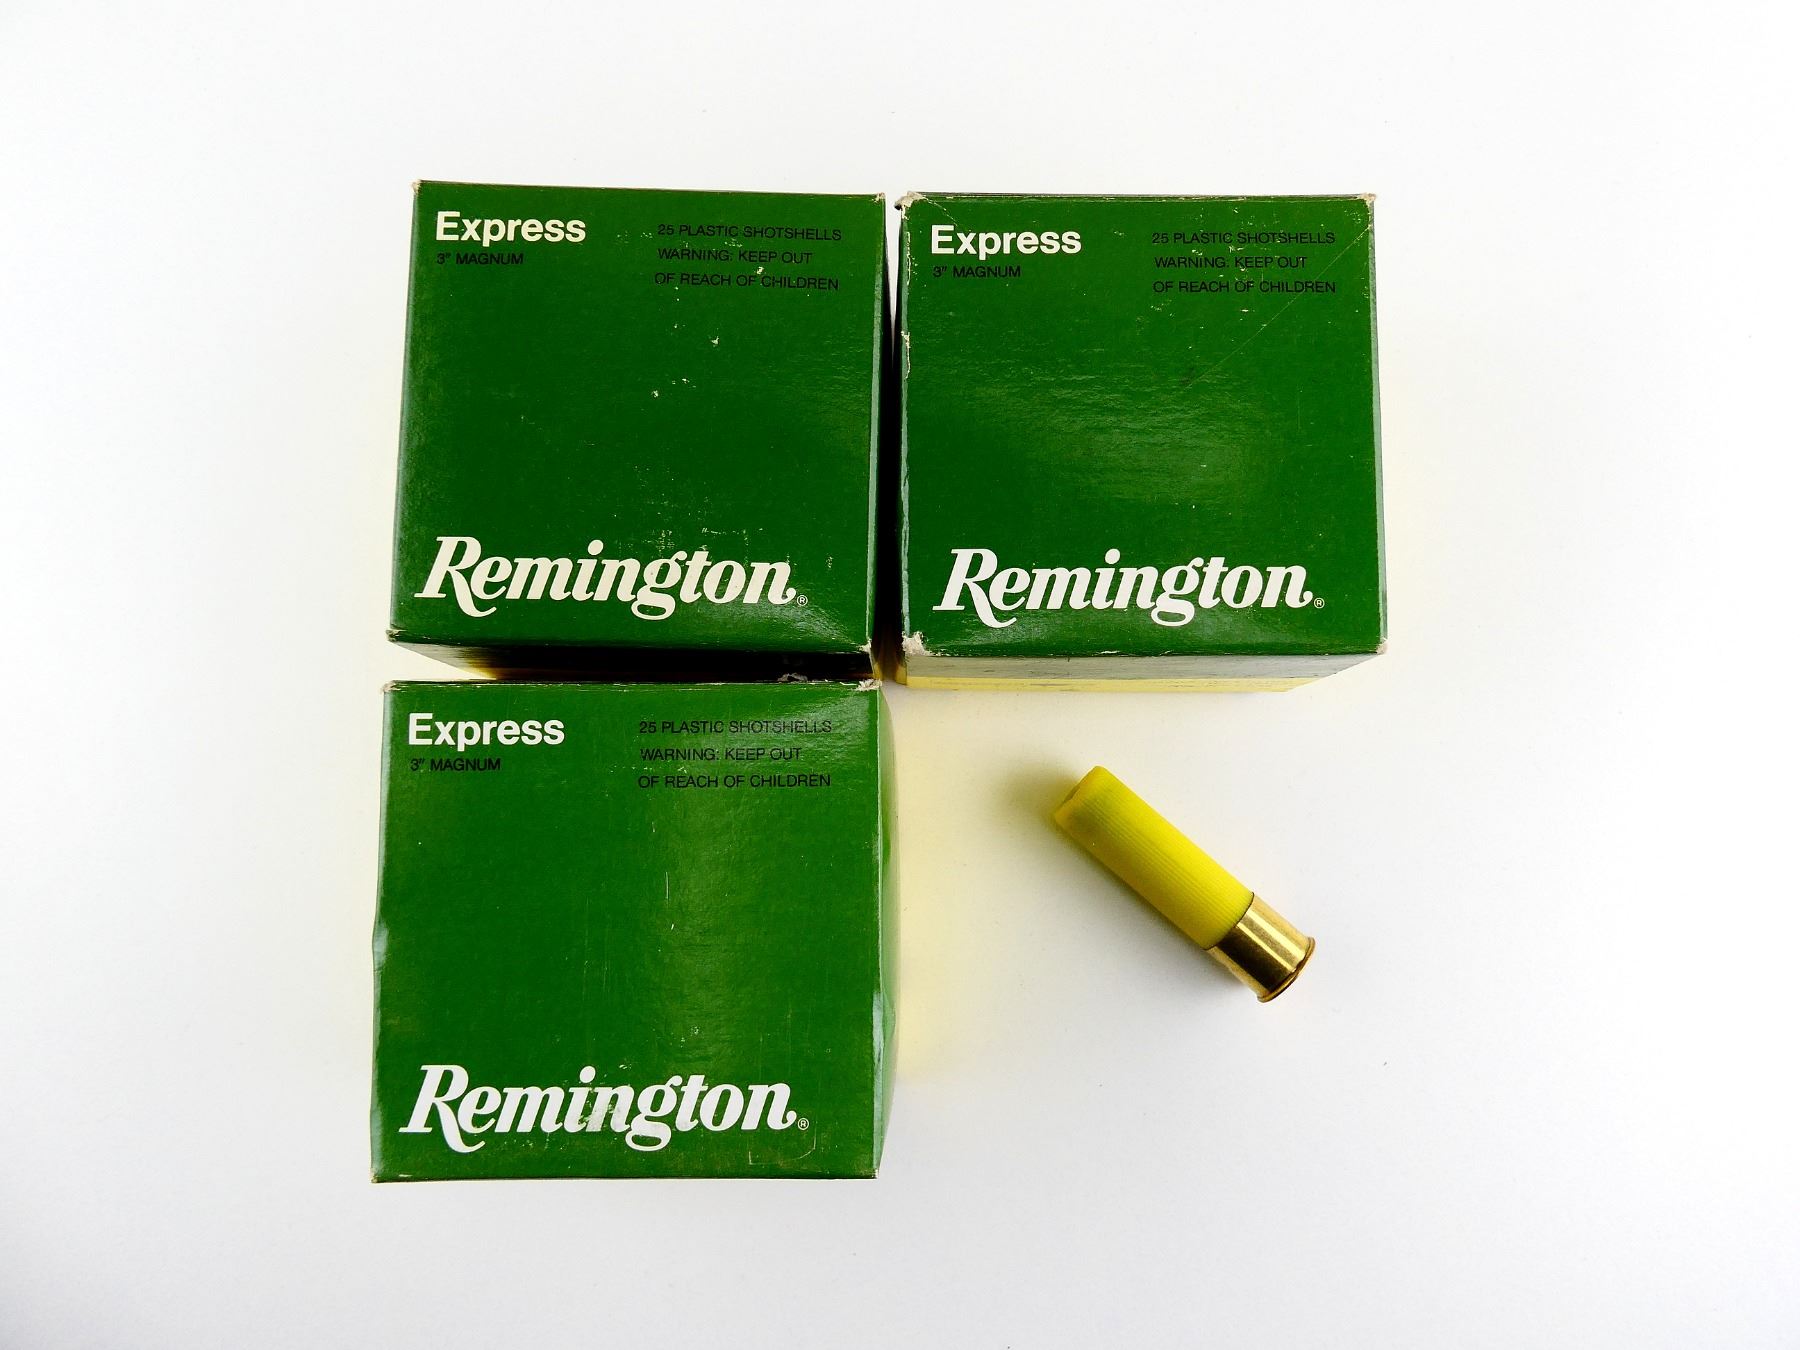 Express
3" MAGNUM
25 PLASTIC SHOTSHELLS
WARNING: KEEP OUT
OF REACH OF CHILDREN
Remington®
Express
3" MAGNUM
25 PLASTIC SHOTSHELLS
WARNING: KEEP OUT
OF REACH OF CHILDREN
Remington®
Express
3" MAGNUM
25 PLASTIC SHOTSHELLS
WARNING: KEEP OUT
OF REACH OF CHILDREN
Remington®